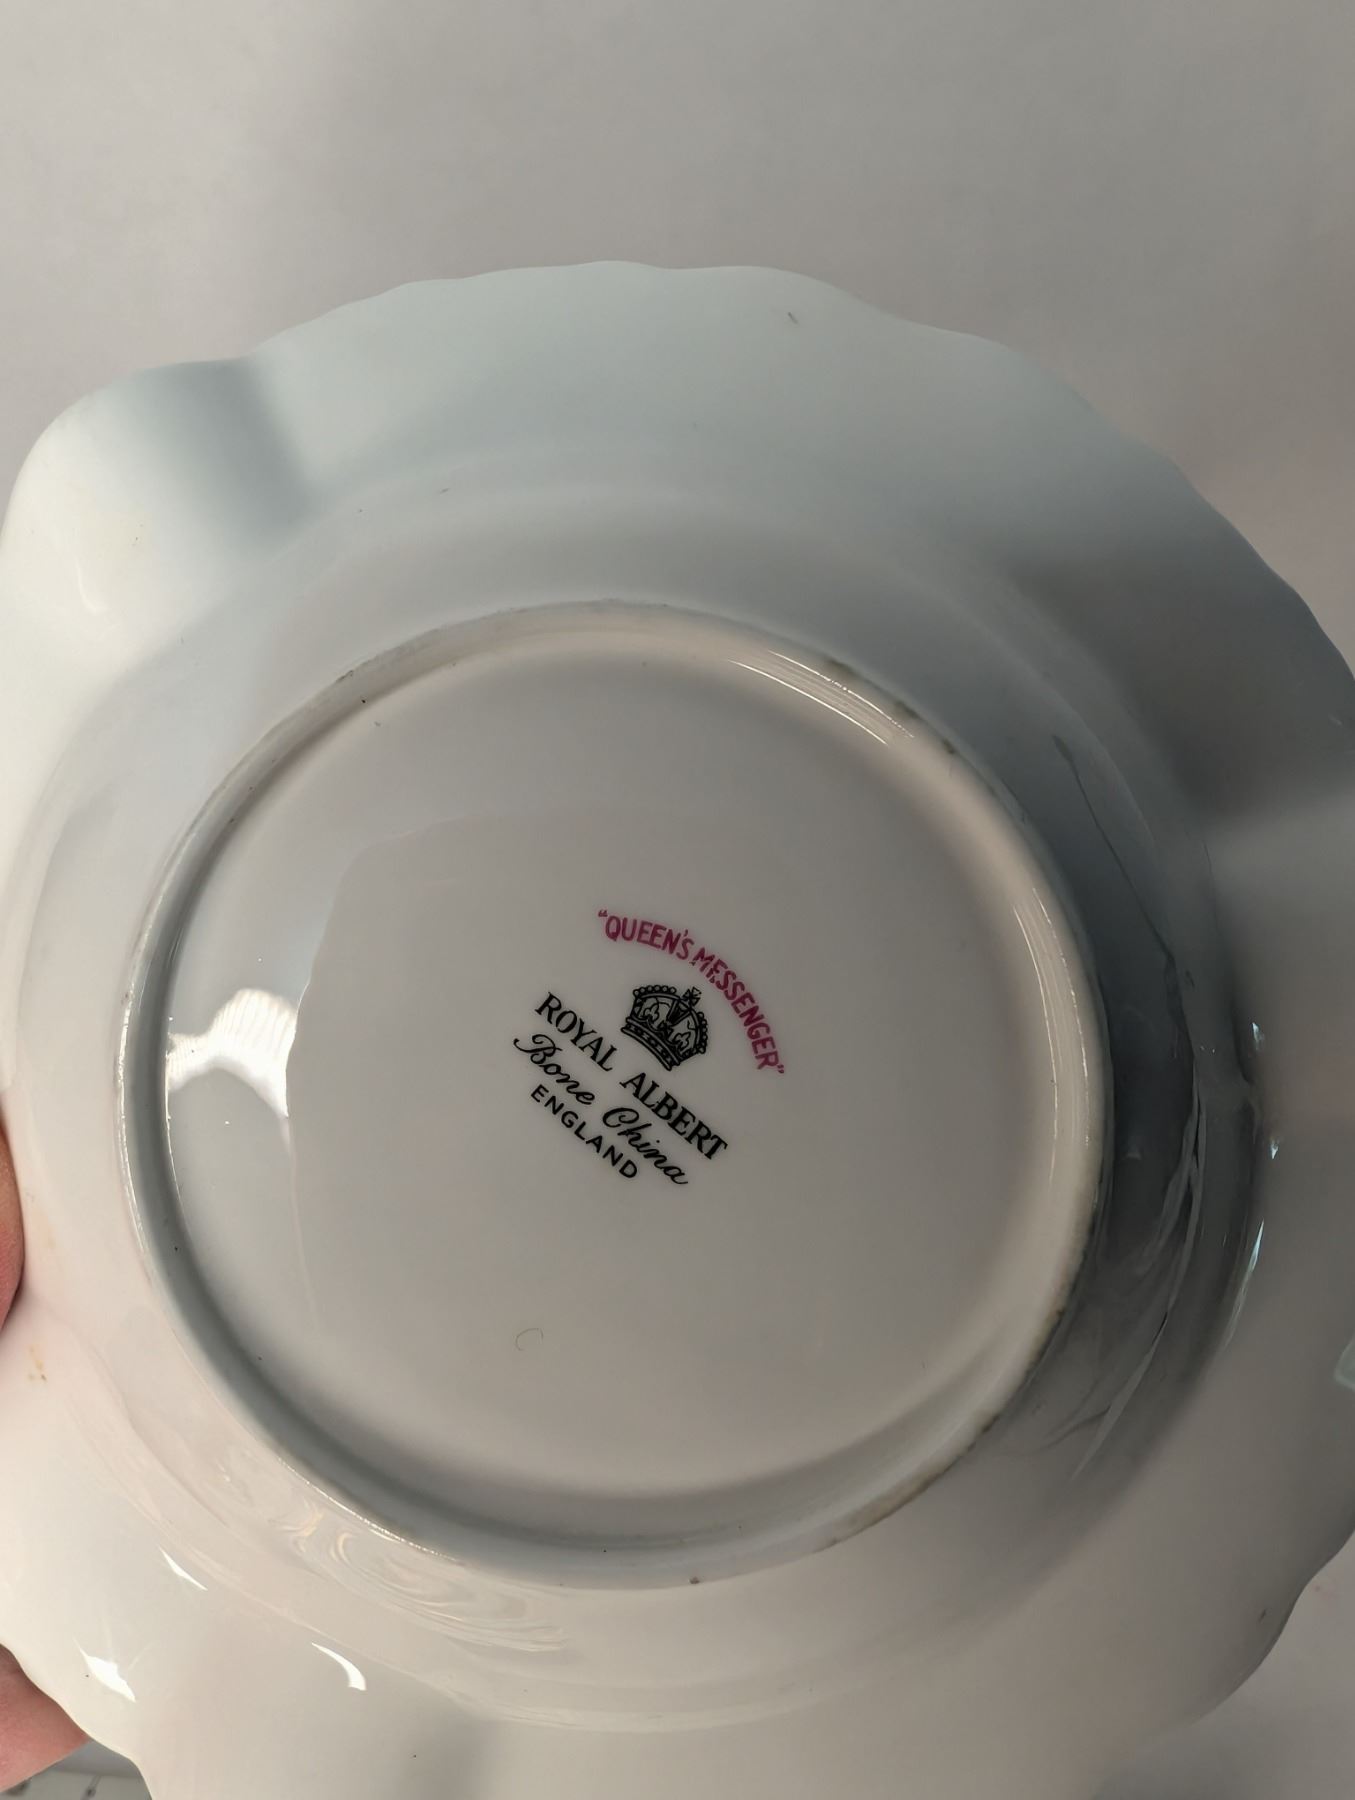 "QUEEN'S MESSENGER"
ROYAL ALBERT
Bone China
ENGLAND